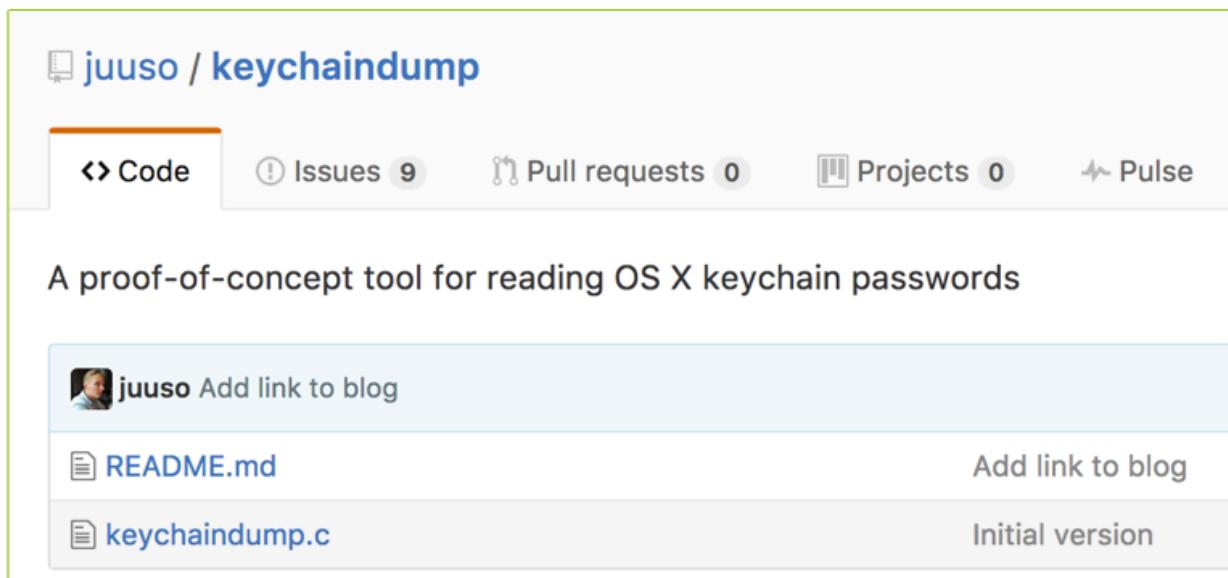 juuso / keychaindump
<> Code Issues 9 Pull requests 0 Projects 0 Pulse
A proof-of-concept tool for reading OS X keychain passwords
juuso Add link to blog
README.md Add link to blog
keychaindump.c Initial version